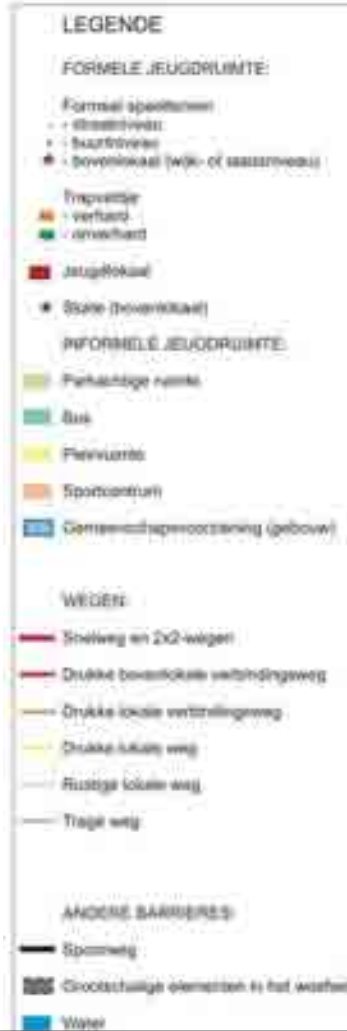 LEGENDE
FORMELE JEUGDRUIMTE:
Formeel speelterrein
- straatniveau
- buurtniveau
- bovenlokaal (wijk- of stadsniveau)
Trapveldje
- verhard
- onverhard
Jeugdlokaal
Skate (bovenlokaal)
INFORMELE JEUGDRUIMTE:
Parkachtige ruimte
Bos
Pleinruimte
Sportcentrum
Gemeenschapsvoorziening (gebouw)
WEGEN:
Snelweg en 2x2-wegen
Drukke bovenlokale verbindingsweg
Drukke lokale verbindingsweg
Drukke lokale weg
Rustige lokale weg
Trage weg
ANDERE BARRIERES:
Spoorweg
Grootschalige elementen in het
Water